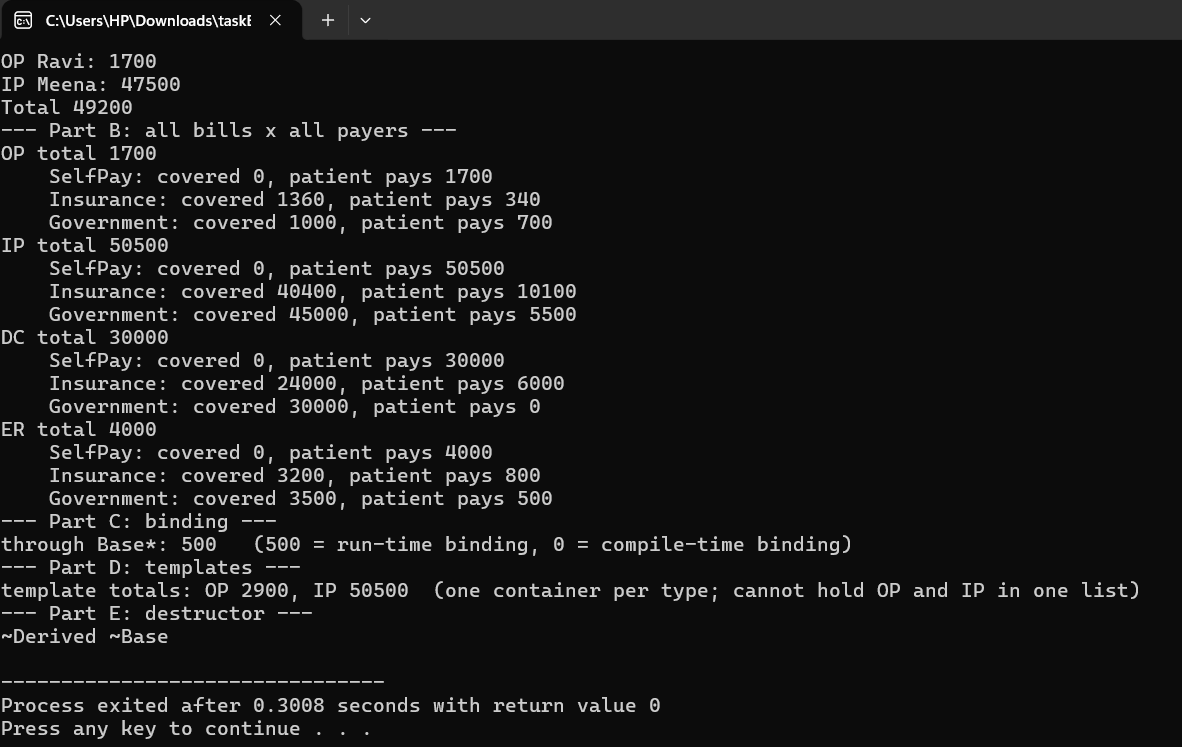 C:\Users\HP\Downloads\taskE
OP Ravi: 1700
IP Meena: 47500
Total 49200
--- Part B: all bills x all payers ---
OP total 1700
    SelfPay: covered 0, patient pays 1700
    Insurance: covered 1360, patient pays 340
    Government: covered 1000, patient pays 700
IP total 50500
    SelfPay: covered 0, patient pays 50500
    Insurance: covered 40400, patient pays 10100
    Government: covered 45000, patient pays 5500
DC total 30000
    SelfPay: covered 0, patient pays 30000
    Insurance: covered 24000, patient pays 6000
    Government: covered 30000, patient pays 0
ER total 4000
    SelfPay: covered 0, patient pays 4000
    Insurance: covered 3200, patient pays 800
    Government: covered 3500, patient pays 500
--- Part C: binding ---
through Base*: 500   (500 = run-time binding, 0 = compile-time binding)
--- Part D: templates ---
template totals: OP 2900, IP 50500  (one container per type; cannot hold OP and IP in one list)
--- Part E: destructor ---
~Derived ~Base
--------------------------------
Process exited after 0.3008 seconds with return value 0
Press any key to continue . . .